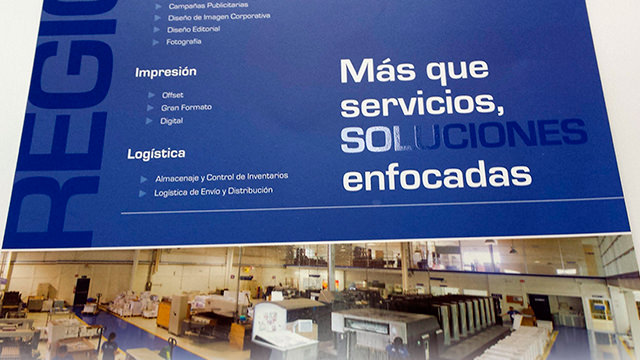 Campañas Publicitarias
Diseño de Imagen Corporativa
Diseño Editorial
Fotografía
Impresión
Offset
Gran Formato
Digital
Logística
Almacenaje y Control de Inventarios
Logística de Envío y Distribución
Más que
servicios,
SOLUCIONES
enfocadas
REGIO